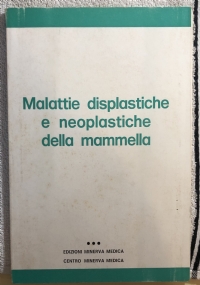 Malattie displastiche
e neoplastiche
della mammella
EDIZIONI MINERVA MEDICA
CENTRO MINERVA MEDICA